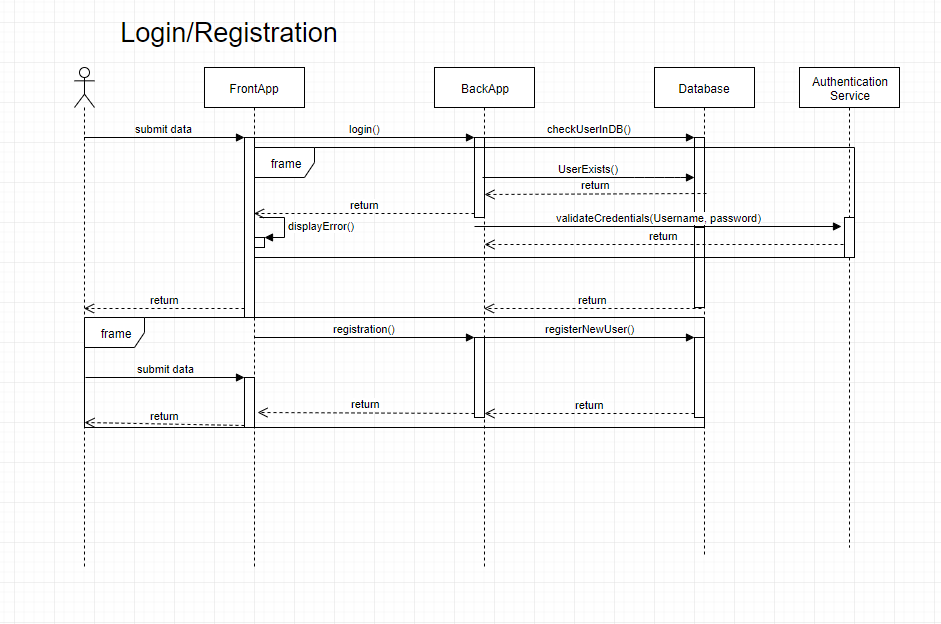 Login/Registration
FrontApp
BackApp
Database
Authentication
Service
submit data
login()
checkUserInDB()
frame
UserExists()
return
return
validateCredentials(Username, password)
displayError()
return
return
return
frame
registration()
registerNewUser()
submit data
return
return
return